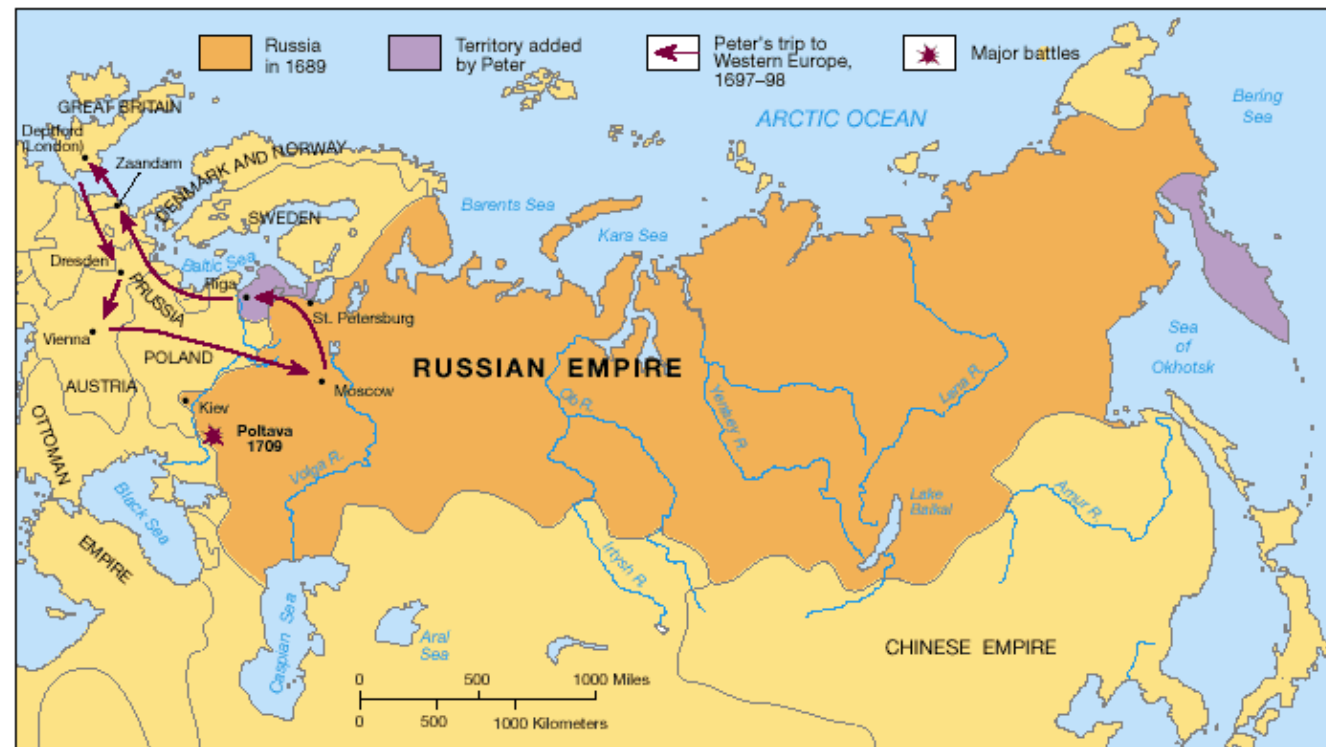 Russia
in 1689
Territory added
by Peter
Peter's trip to
Western Europe,
1697–98
Major battles
GREAT BRITAIN
Deptford
(London)
Zaandam
DENMARK AND NORWAY
SWEDEN
ARCTIC OCEAN
Bering
Sea
Barents Sea
Kara Sea
Dresden
Baltic Sea
Riga
PRUSSIA
St. Petersburg
Vienna
POLAND
AUSTRIA
Moscow
RUSSIAN EMPIRE
Sea
of
Okhotsk
Ob R.
Yenisey R.
Lena R.
OTTOMAN
EMPIRE
Kiev
Poltava
1709
Volga R.
Black Sea
Lake
Baikal
Amur R.
Irtysh R.
Caspian Sea
Aral
Sea
CHINESE EMPIRE
0 500 1000 Miles
0 500 1000 Kilometers